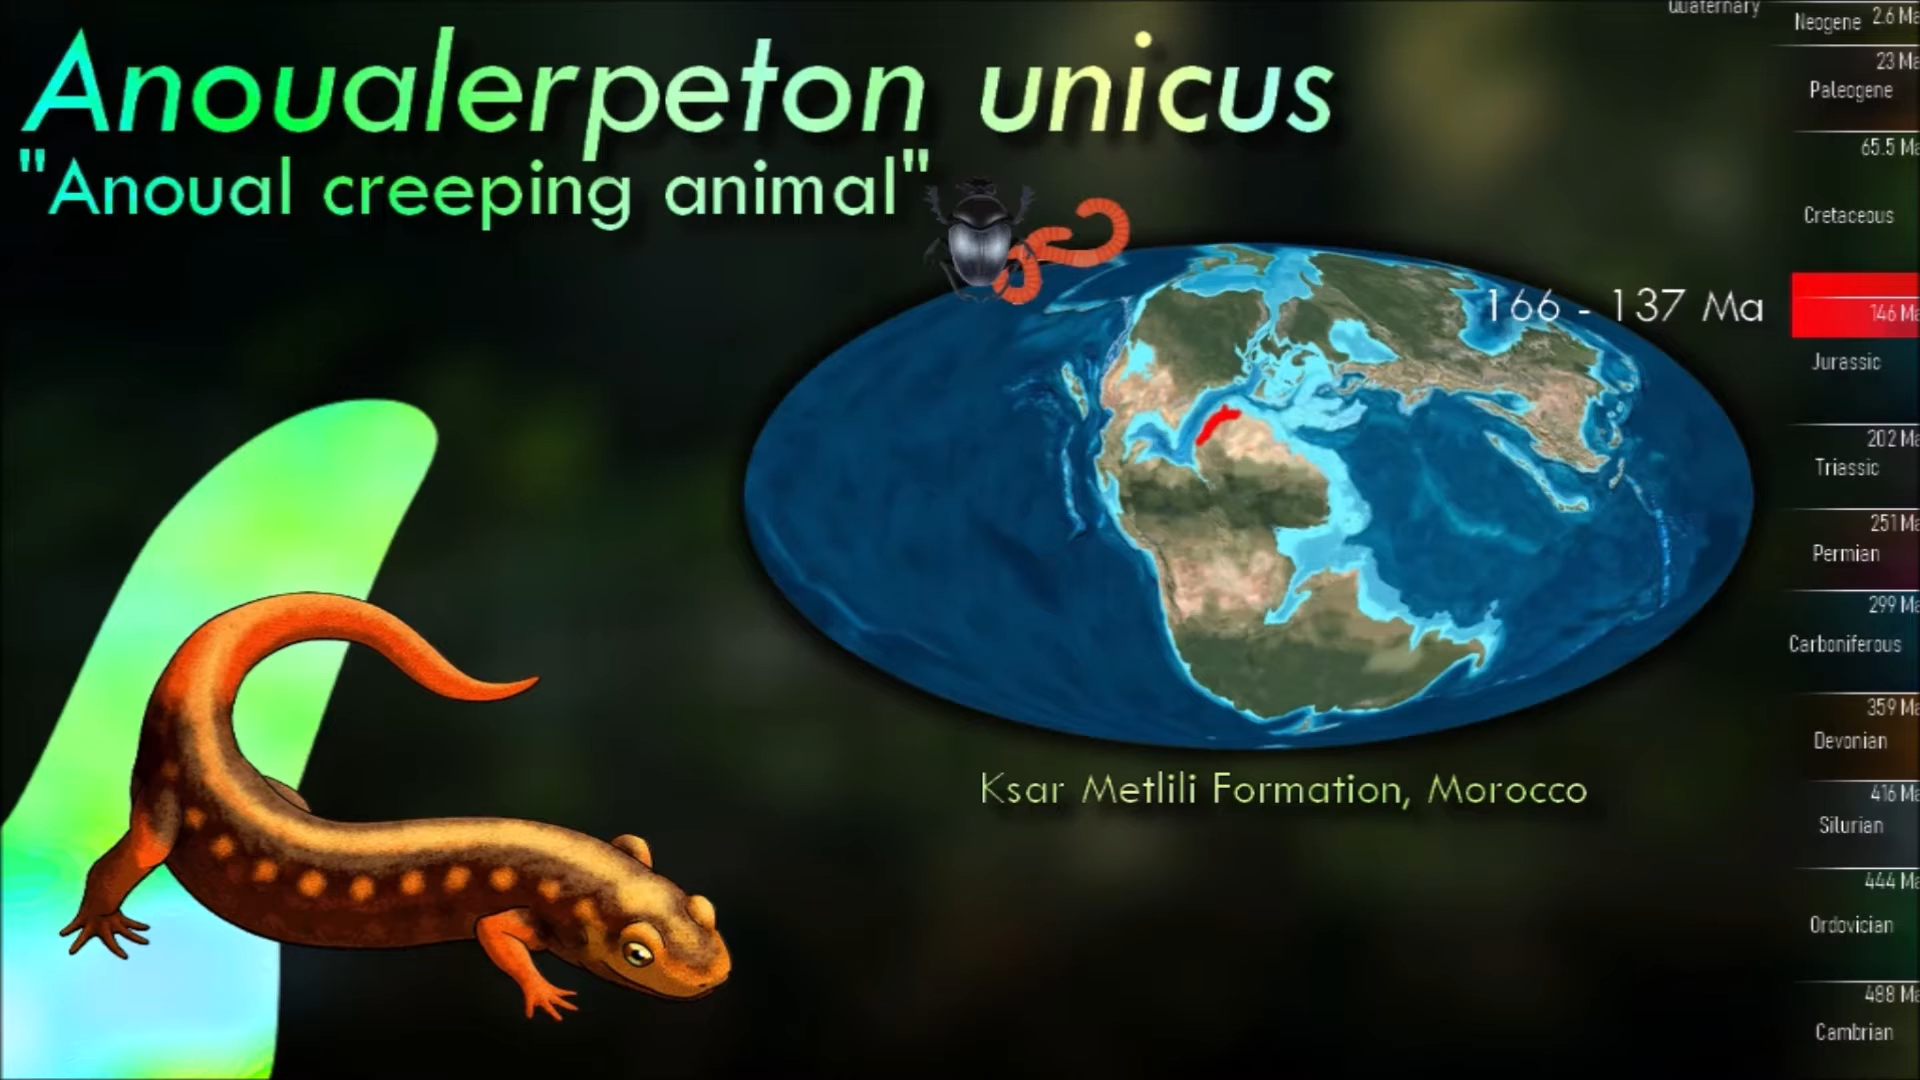 Anoualerpeton unicus
"Anoual creeping animal"
166 - 137 Ma
Ksar Metlili Formation, Morocco
Quaternary
2.6 Ma
Neogene
23 Ma
Paleogene
65.5 Ma
Cretaceous
146 Ma
Jurassic
202 Ma
Triassic
251 Ma
Permian
299 Ma
Carboniferous
359 Ma
Devonian
416 Ma
Silurian
444 Ma
Ordovician
488 Ma
Cambrian